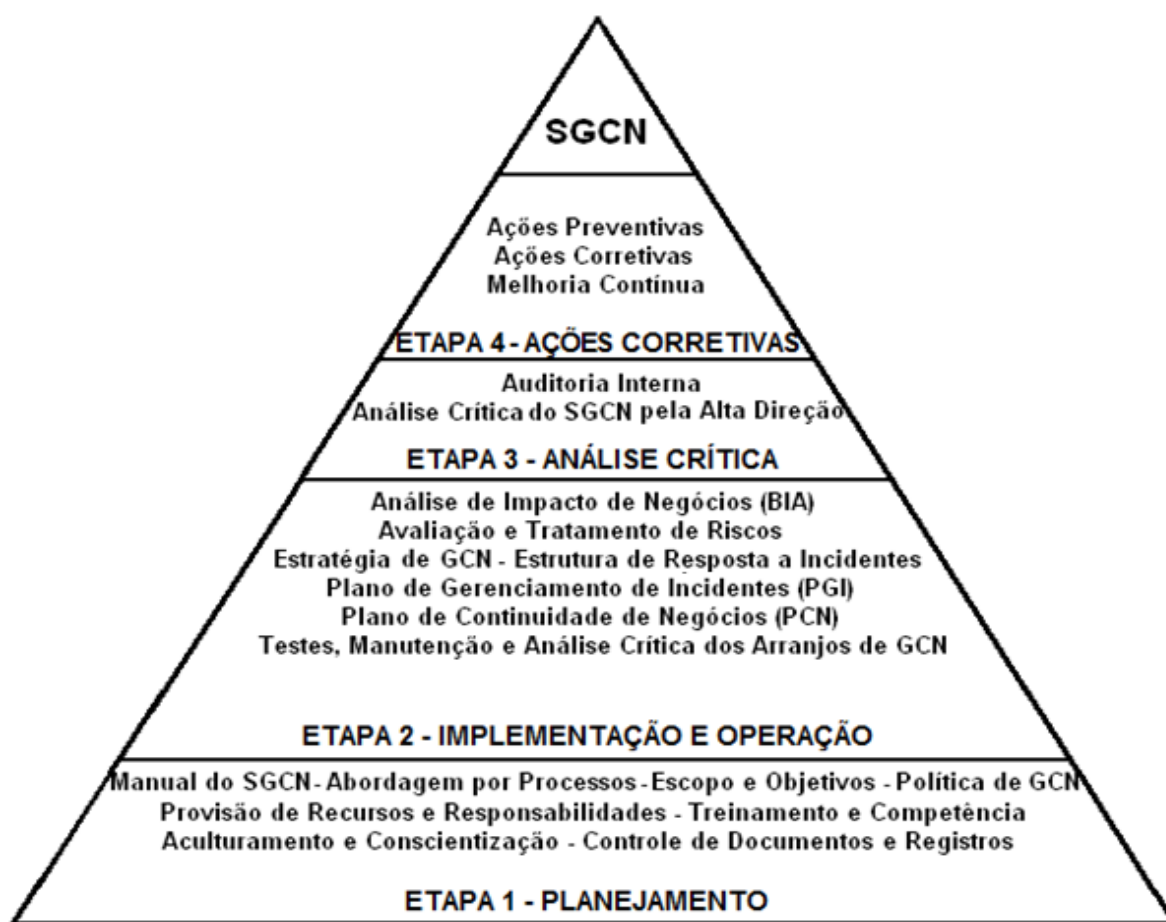 SGCN
Ações Preventivas
Ações Corretivas
Melhoria Contínua
ETAPA 4 - AÇÕES CORRETIVAS
Auditoria Interna
Análise Crítica do SGCN pela Alta Direção
ETAPA 3 - ANÁLISE CRÍTICA
Análise de Impacto de Negócios (BIA)
Avaliação e Tratamento de Riscos
Estratégia de GCN - Estrutura de Resposta a Incidentes
Plano de Gerenciamento de Incidentes (PGI)
Plano de Continuidade de Negócios (PCN)
Testes, Manutenção e Análise Crítica dos Arranjos de GCN
ETAPA 2 - IMPLEMENTAÇÃO E OPERAÇÃO
Manual do SGCN - Abordagem por Processos - Escopo e Objetivos - Política de GCN
Provisão de Recursos e Responsabilidades - Treinamento e Competência
Aculturamento e Conscientização - Controle de Documentos e Registros
ETAPA 1 - PLANEJAMENTO